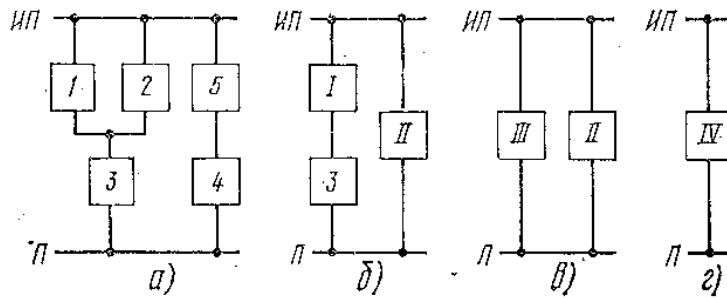 ИП ИП ИП ИП
1 2 5 I III II IV
II
3 4 3
П П П П
а) б) в) г)